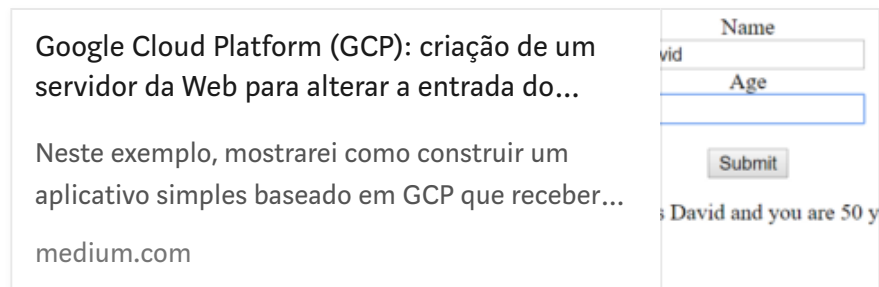 Google Cloud Platform (GCP): criação de um
servidor da Web para alterar a entrada do...
Neste exemplo, mostrarei como construir um
aplicativo simples baseado em GCP que receber...
medium.com
Name
vid
Age
Submit
s David and you are 50 y